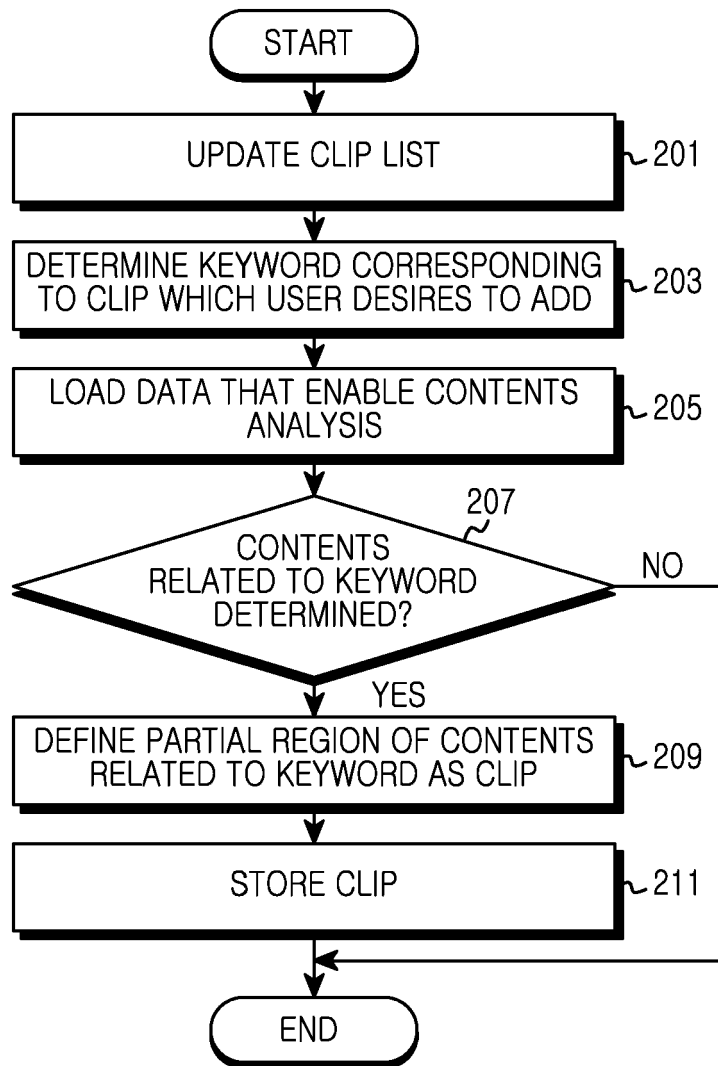 START
UPDATE CLIP LIST
201
DETERMINE KEYWORD CORRESPONDING
TO CLIP WHICH USER DESIRES TO ADD
203
LOAD DATA THAT ENABLE CONTENTS
ANALYSIS
205
207
CONTENTS
RELATED TO KEYWORD
DETERMINED?
NO
YES
DEFINE PARTIAL REGION OF CONTENTS
RELATED TO KEYWORD AS CLIP
209
STORE CLIP
211
END